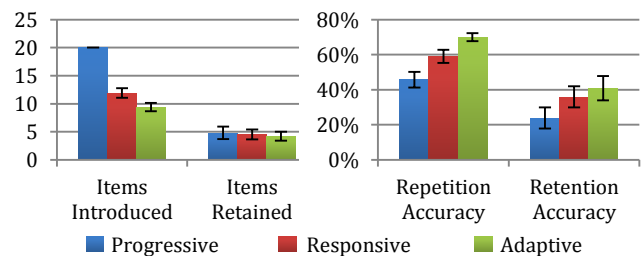 20
15
10
5
0
Items Introduced
Items Retained
80%
60%
40%
20%
0%
Repetition Accuracy
Retention Accuracy
Progressive
Responsive
Adaptive